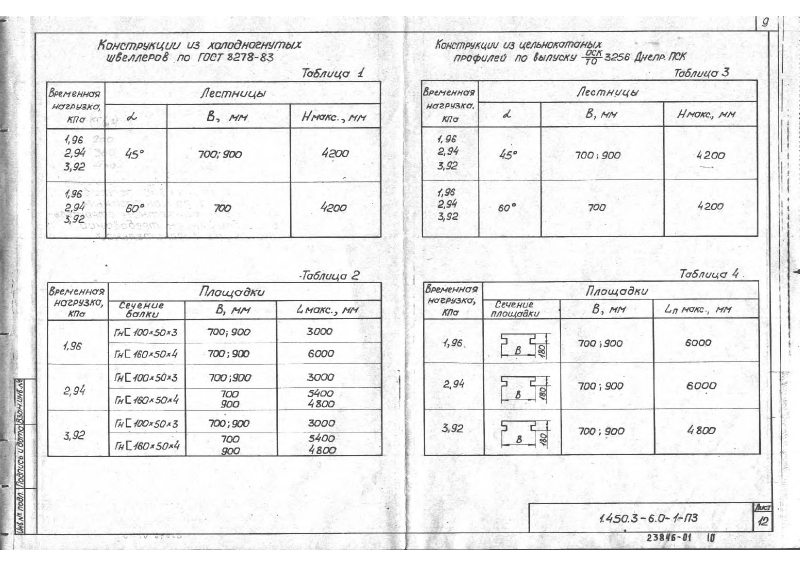 9
Конструкции из холодногнутых
швеллеров по ГОСТ 8278-83
Таблица 1
Временная нагрузка, кПа
Лестницы
α B, мм Hмакс., мм
1,96
2,94 45° 700; 900 4200
3,92
1,96
2,94 60° 700 4200
3,92
Таблица 2
Временная нагрузка, кПа
Площадки
Сечение балки B, мм Lмакс., мм
1,96
Гн[100×50×3 700; 900 3000
Гн[160×50×4 700; 900 6000
2,94
Гн[100×50×3 700; 900 3000
Гн[160×50×4 700 5400
900 4800
3,92
Гн[100×50×3 700; 900 3000
Гн[160×50×4 700 5400
900 4800
Конструкции из цельнокатаных
профилей по выпуску ОСК/ТО 3256 Днепр. ПСК
Таблица 3
Временная нагрузка, кПа
Лестницы
α B, мм Hмакс., мм
1,96
2,94 45° 700; 900 4200
3,92
1,96
2,94 60° 700 4200
3,92
Таблица 4
Временная нагрузка, кПа
Площадки
Сечение площадки B, мм Lп макс., мм
1,96 B 180 700; 900 6000
2,94 B 180 700; 900 6000
3,92 B 180 700; 900 4800
Инв.№ подл. Подпись и дата Взам.инв.№
1.450.3-6.0-1-ПЗ
Лист
12
23846-01 10